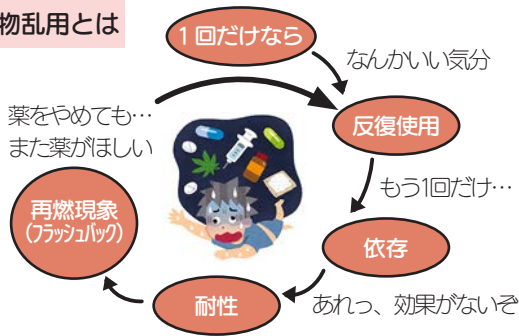 物乱用とは
1回だけなら
なんかいい気分
反復使用
もう1回だけ…
依存
あれっ、効果がないぞ
耐性
再燃現象
(フラッシュバック)
薬をやめても…
また薬がほしい